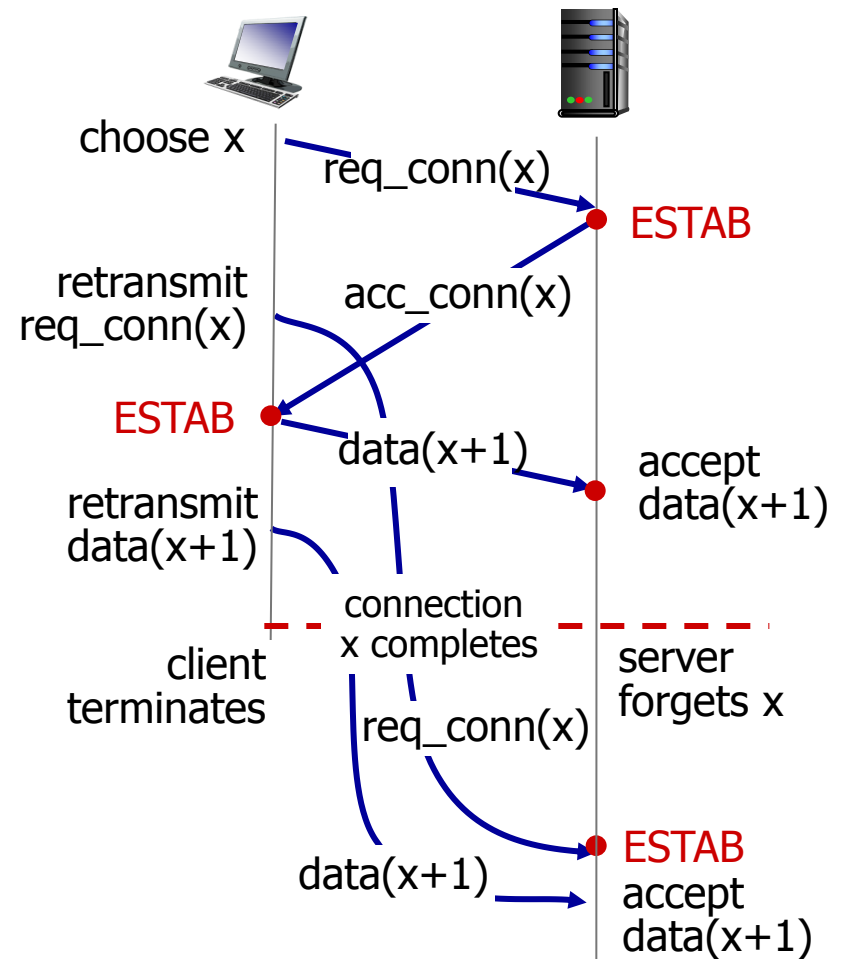 choose x
req_conn(x)
ESTAB
retransmit
req_conn(x)
acc_conn(x)
ESTAB
data(x+1)
accept
data(x+1)
retransmit
data(x+1)
connection
x completes
client
terminates
server
forgets x
req_conn(x)
ESTAB
data(x+1)
accept
data(x+1)